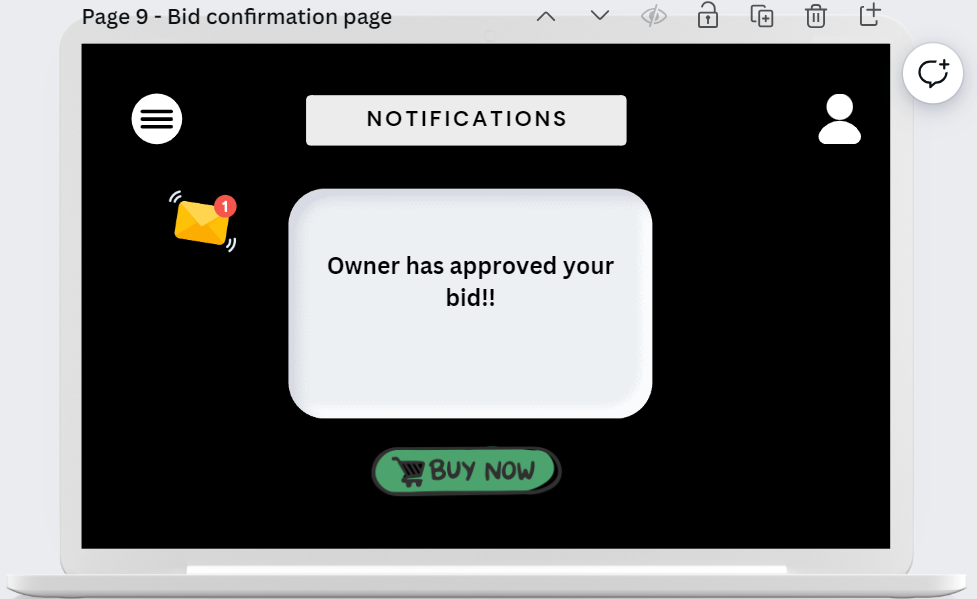 Page 9 - Bid confirmation page
NOTIFICATIONS
1
Owner has approved your
bid!!
BUY NOW